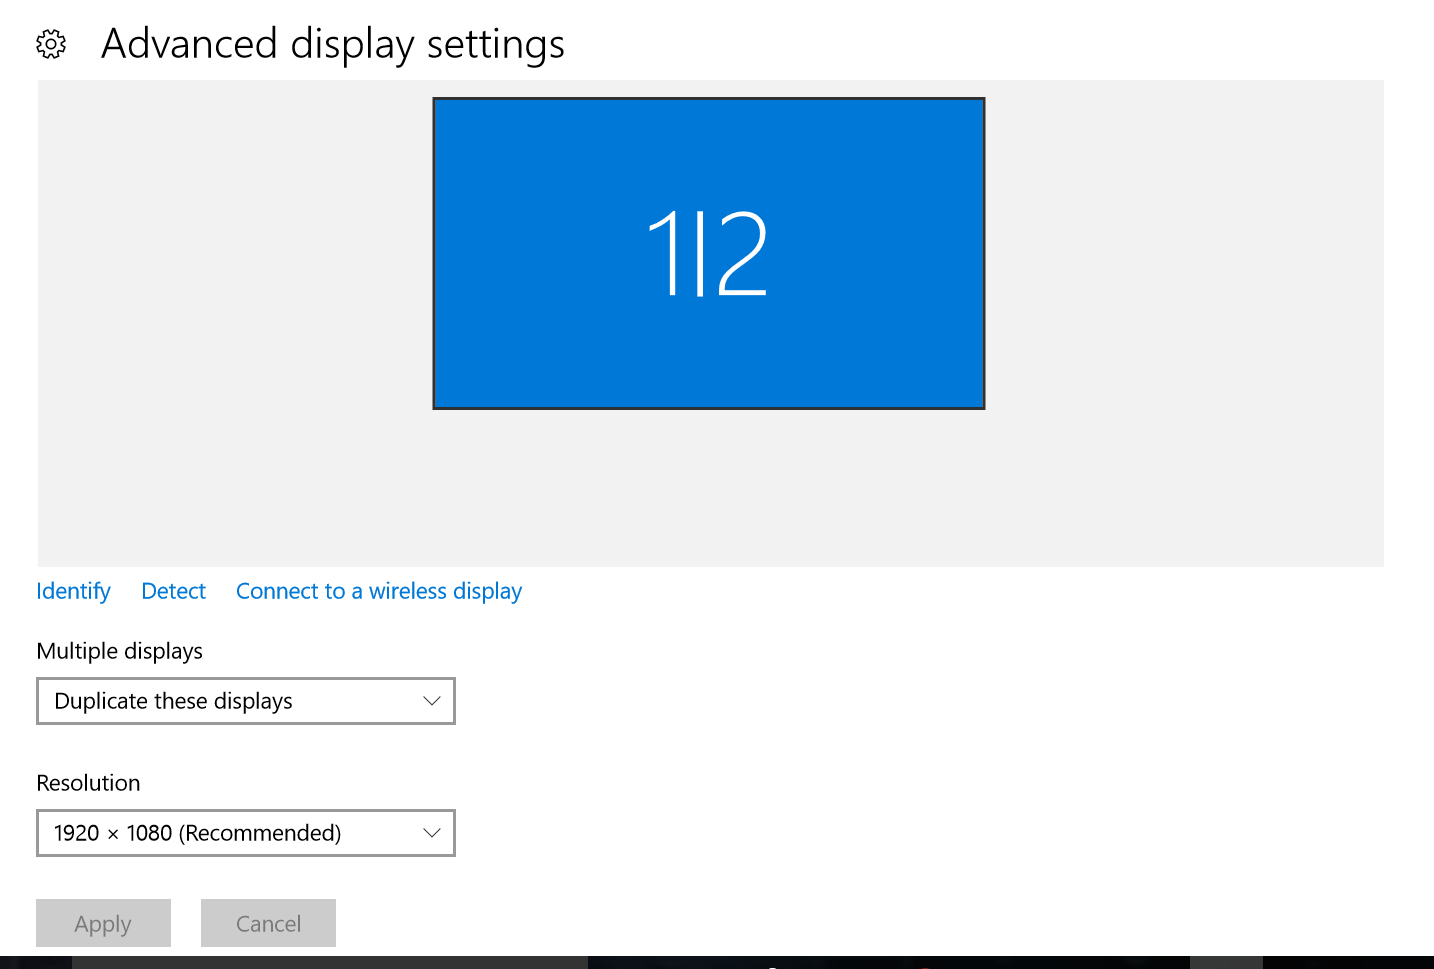 Advanced display settings
1|2
Identify Detect Connect to a wireless display
Multiple displays
Duplicate these displays
Resolution
1920 × 1080 (Recommended)
Apply Cancel